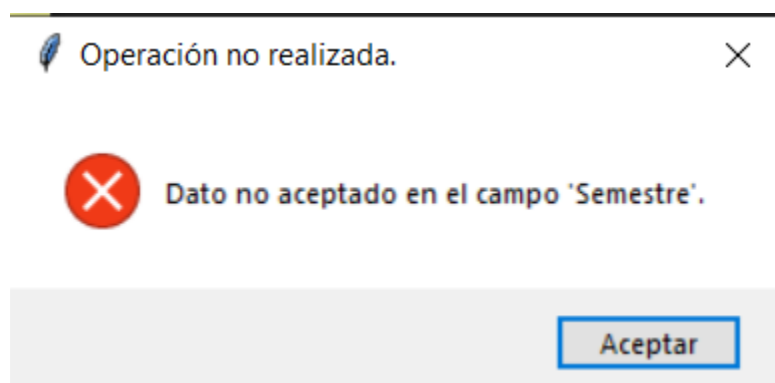 Operación no realizada.
Dato no aceptado en el campo 'Semestre'.
Aceptar